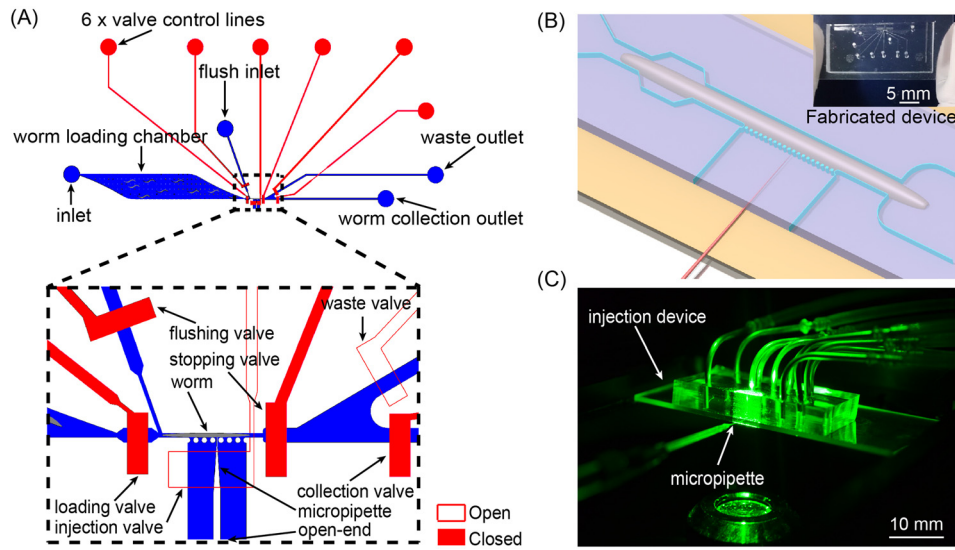 (A)
6 x valve control lines
flush inlet
worm loading chamber
waste outlet
inlet
worm collection outlet
waste valve
flushing valve
stopping valve
worm
loading valve
injection valve
collection valve
micropipette
open-end
Open
Closed
(B)
5 mm
Fabricated device
(C)
injection device
micropipette
10 mm